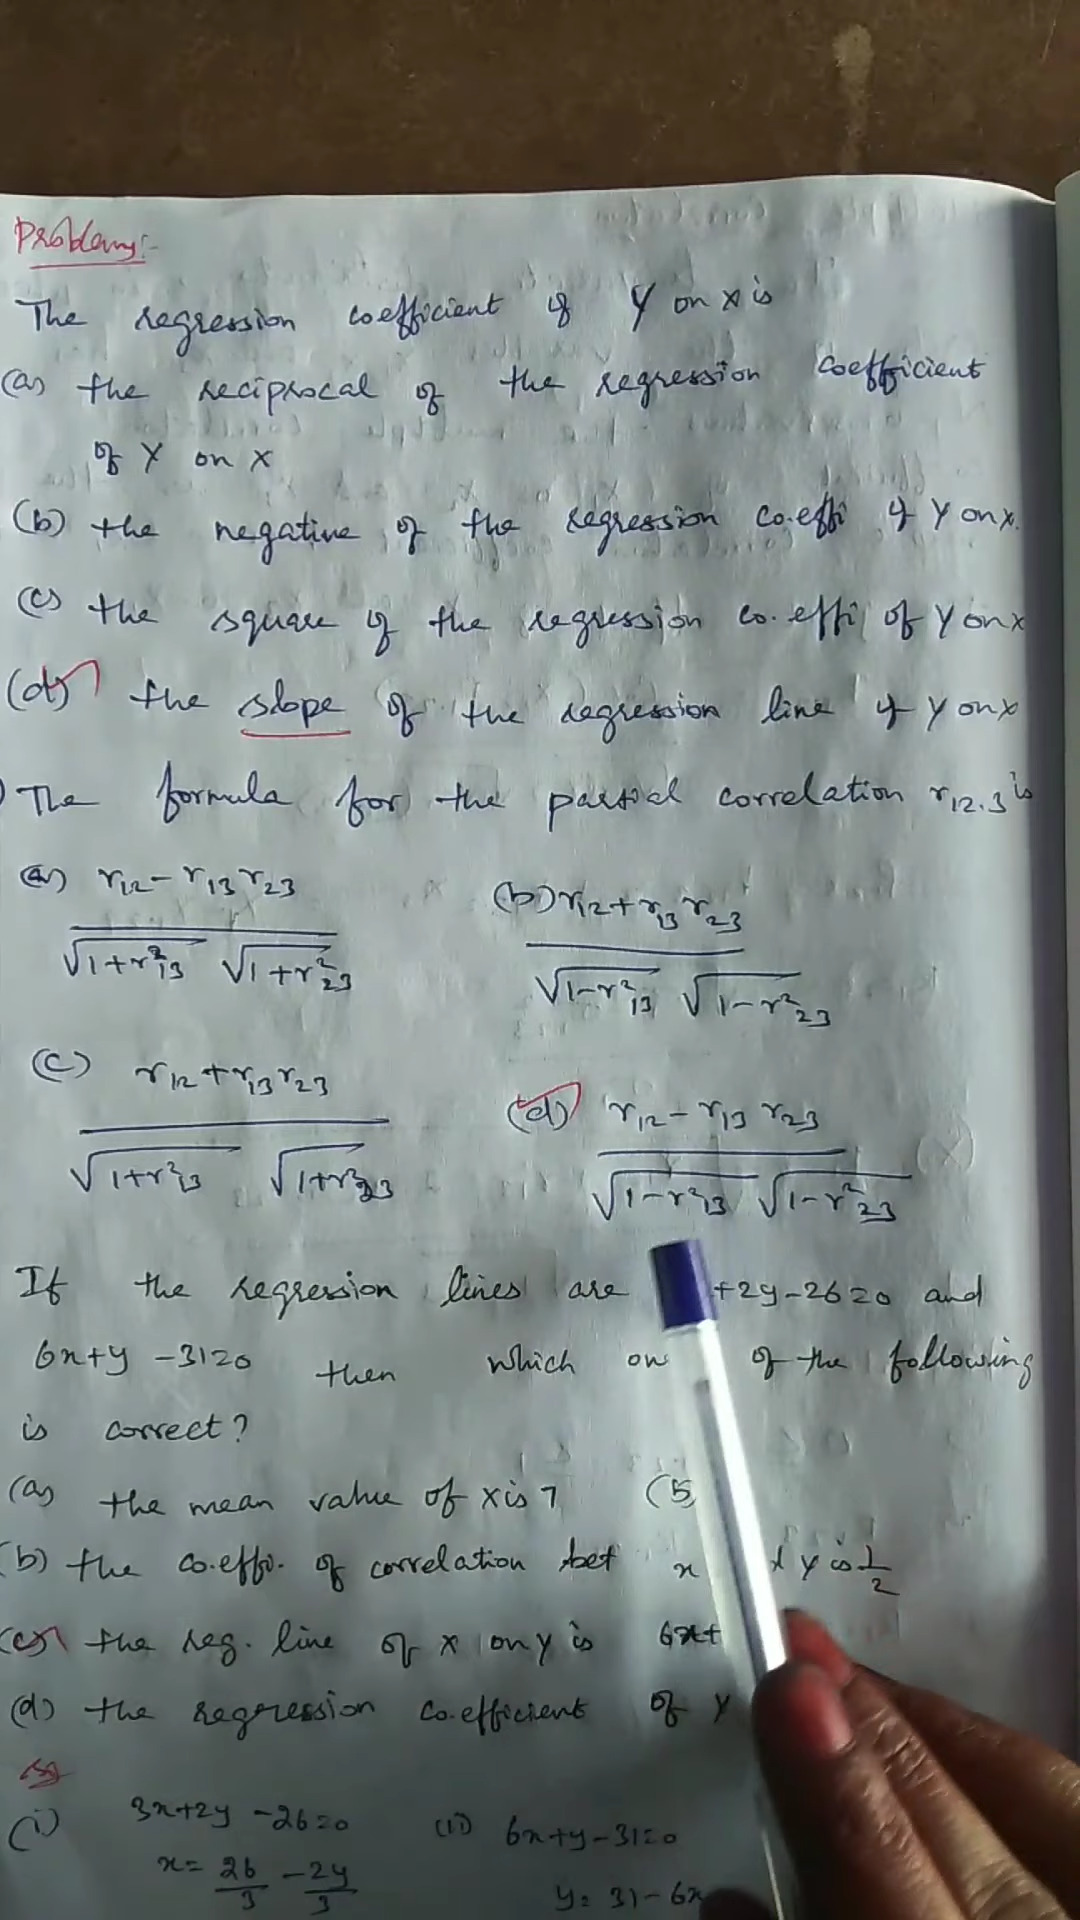 Problems:-
The regression coefficient of Y on X is
(a) the reciprocal of the regression coefficient
of Y on X
(b) the negative of the regression co.effi of Y on X.
(c) the square of the regression co.effi of Y on X
(d) the slope of the regression line of Y on X
The formula for the partial correlation r12.3 is
(a) r12 - r13 r23 / √1+r²13 √1+r²23
(b) r12 + r13 r23 / √1-r²13 √1-r²23
(c) r12 + r13 r23 / √1+r²13 √1+r²23
(d) r12 - r13 r23 / √1-r²13 √1-r²23
If the regression lines are +2y-26=0 and
6x+y-31=0 then which of the following
is correct?
(a) the mean value of x is 7 (5
(b) the co.effi. of correlation bet x y is 1/2
(c) the reg. line of x on y is 6x+
(d) the regression co.efficient of y
(i) 3x+2y-26=0 (ii) 6x+y-31=0
x= 26/3 - 2y/3 y= 31-6x